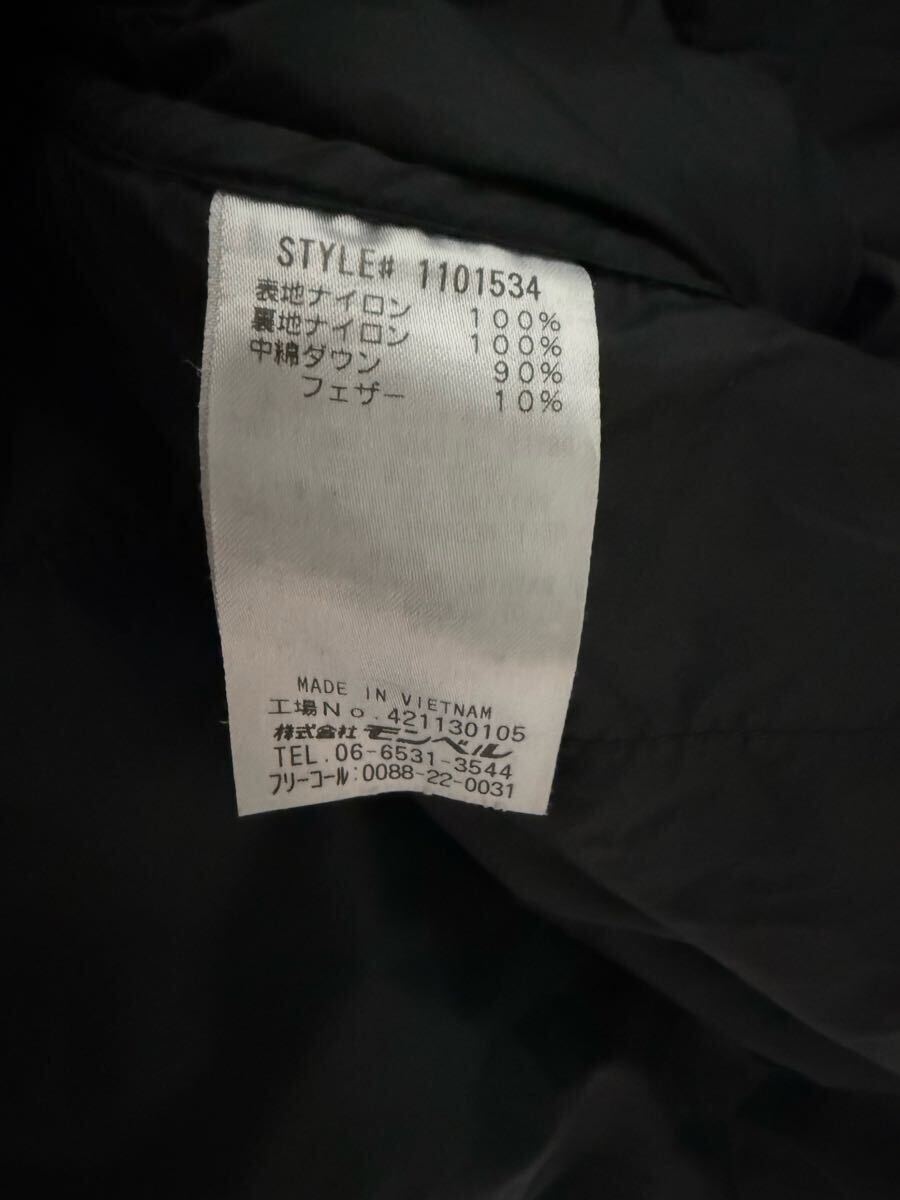 STYLE# 1101534
表地ナイロン 100%
裏地ナイロン 100%
中綿ダウン 90%
フェザー 10%
MADE IN VIETNAM
工場No.421130105
株式会社モンベル
TEL.06-6531-3544
フリーコール:0088-22-0031